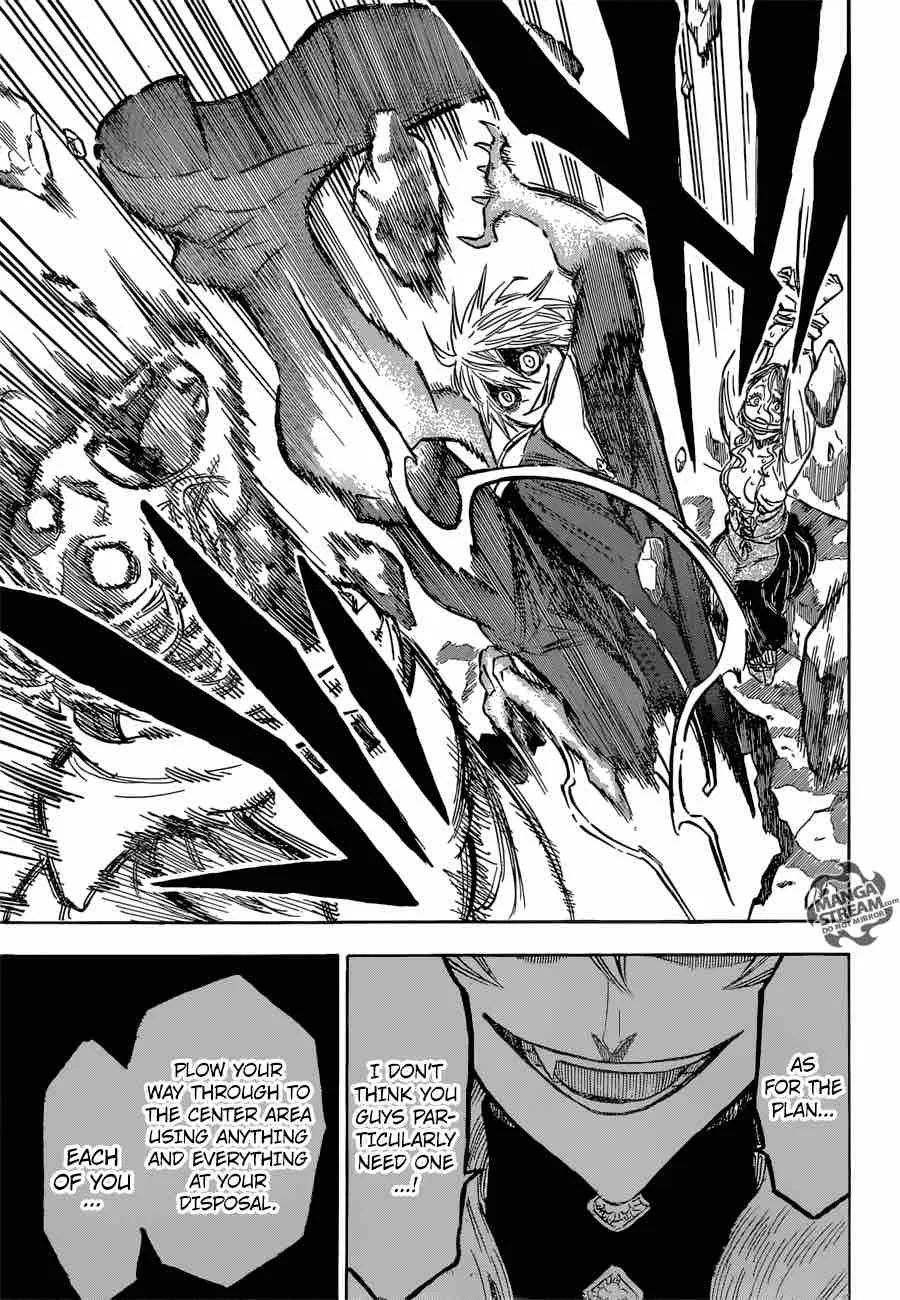 MANGA
STREAM.com
DO NOT MIRROR
AS
FOR THE
PLAN...
I DON'T
THINK YOU
GUYS PAR-
TICULARLY
NEED ONE
...!
PLOW YOUR
WAY THROUGH TO
THE CENTER AREA
USING ANYTHING
AND EVERYTHING
AT YOUR
DISPOSAL.
EACH
OF YOU
...